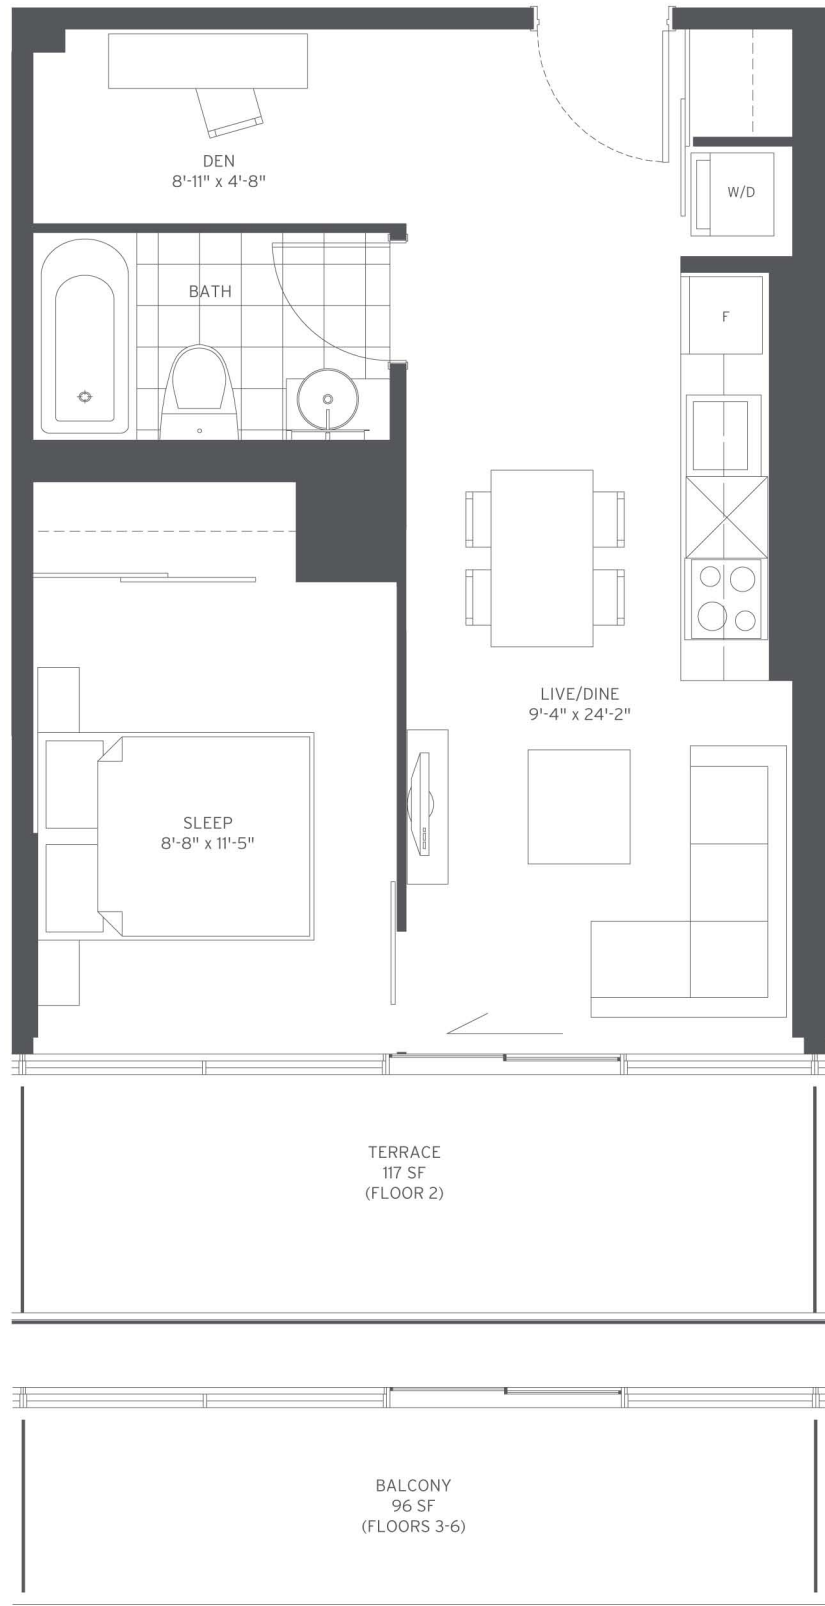 DEN
8'-11" x 4'-8"
W/D
BATH
F
LIVE/DINE
9'-4" x 24'-2"
SLEEP
8'-8" x 11'-5"
TERRACE
117 SF
(FLOOR 2)
BALCONY
96 SF
(FLOORS 3-6)